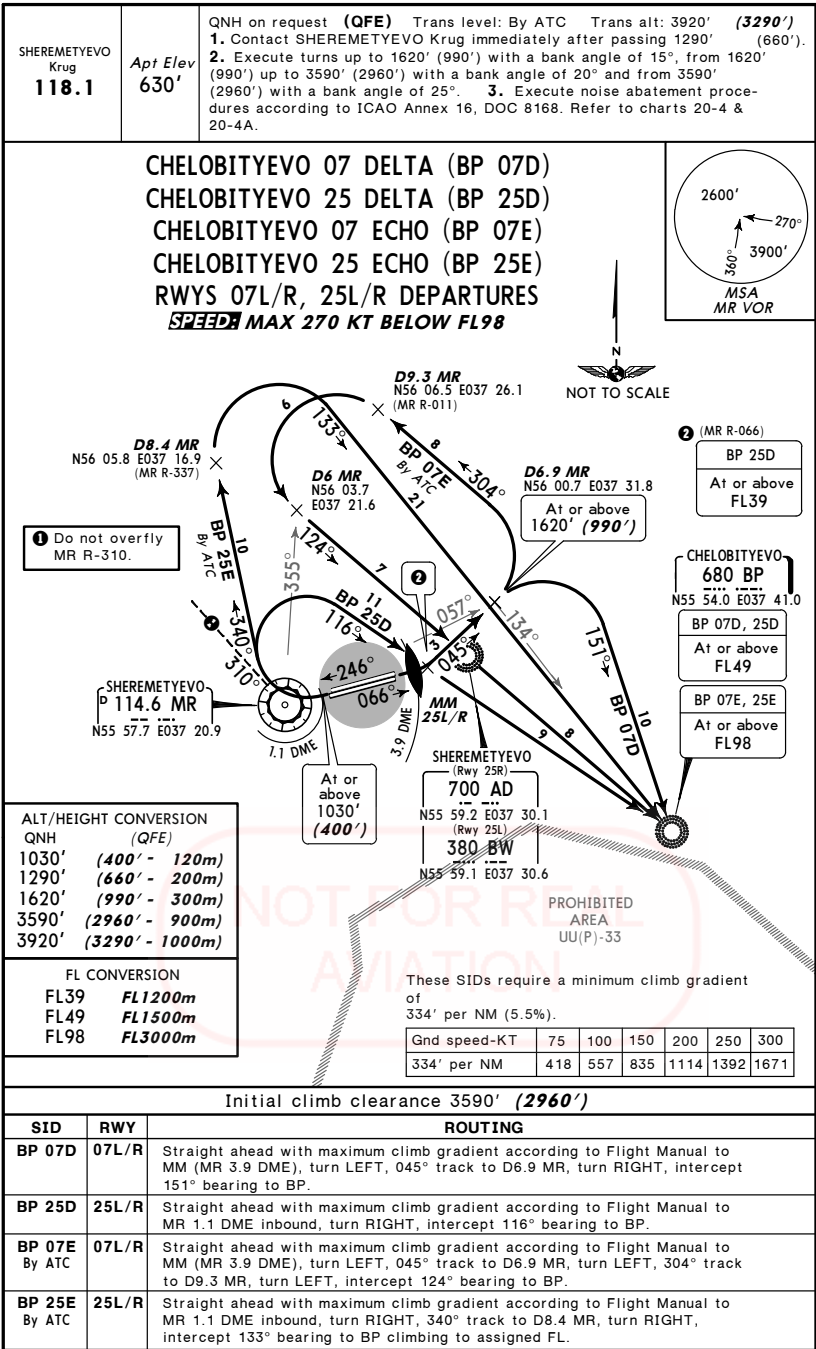 SHEREMETYEVO
Krug
118.1
Apt Elev
630'
QNH on request (QFE) Trans level: By ATC Trans alt: 3920' (3290')
1. Contact SHEREMETYEVO Krug immediately after passing 1290' (660').
2. Execute turns up to 1620' (990') with a bank angle of 15°, from 1620'
(990') up to 3590' (2960') with a bank angle of 20° and from 3590'
(2960') with a bank angle of 25°. 3. Execute noise abatement proce-
dures according to ICAO Annex 16, DOC 8168. Refer to charts 20-4 &
20-4A.
CHELOBITYEVO 07 DELTA (BP 07D)
CHELOBITYEVO 25 DELTA (BP 25D)
CHELOBITYEVO 07 ECHO (BP 07E)
CHELOBITYEVO 25 ECHO (BP 25E)
RWYS 07L/R, 25L/R DEPARTURES
SPEED: MAX 270 KT BELOW FL98
2600'
270°
3900'
360°
MSA
MR VOR
N
NOT TO SCALE
D9.3 MR
N56 06.5 E037 26.1
(MR R-011)
D8.4 MR
N56 05.8 E037 16.9
(MR R-337)
D6 MR
N56 03.7
E037 21.6
D6.9 MR
N56 00.7 E037 31.8
At or above
1620' (990')
2 (MR R-066)
BP 25D
At or above
FL39
1 Do not overfly
MR R-310.
6
133°
21
8
BP 07E
By ATC
304°
10
BP 25E
By ATC
355°
124°
7
11
BP 25D
116°
2
057°
3
045°
134°
151°
BP 07D
10
1
340°
310°
246°
066°
MM
25L/R
9
8
CHELOBITYEVO
680 BP
N55 54.0 E037 41.0
BP 07D, 25D
At or above
FL49
BP 07E, 25E
At or above
FL98
SHEREMETYEVO
D 114.6 MR
N55 57.7 E037 20.9
1.1 DME
3.9 DME
At or
above
1030'
(400')
SHEREMETYEVO
(Rwy 25R)
700 AD
N55 59.2 E037 30.1
(Rwy 25L)
380 BW
N55 59.1 E037 30.6
ALT/HEIGHT CONVERSION
QNH (QFE)
1030' (400' - 120m)
1290' (660' - 200m)
1620' (990' - 300m)
3590' (2960' - 900m)
3920' (3290' - 1000m)
FL CONVERSION
FL39 FL1200m
FL49 FL1500m
FL98 FL3000m
NOT FOR REAL
AVIATION
PROHIBITED
AREA
UU(P)-33
These SIDs require a minimum climb gradient
of
334' per NM (5.5%).
Gnd speed-KT 75 100 150 200 250 300
334' per NM 418 557 835 1114 1392 1671
Initial climb clearance 3590' (2960')
SID RWY ROUTING
BP 07D 07L/R Straight ahead with maximum climb gradient according to Flight Manual to
MM (MR 3.9 DME), turn LEFT, 045° track to D6.9 MR, turn RIGHT, intercept
151° bearing to BP.
BP 25D 25L/R Straight ahead with maximum climb gradient according to Flight Manual to
MR 1.1 DME inbound, turn RIGHT, intercept 116° bearing to BP.
BP 07E 07L/R Straight ahead with maximum climb gradient according to Flight Manual to
By ATC MM (MR 3.9 DME), turn LEFT, 045° track to D6.9 MR, turn LEFT, 304° track
to D9.3 MR, turn LEFT, intercept 124° bearing to BP.
BP 25E 25L/R Straight ahead with maximum climb gradient according to Flight Manual to
By ATC MR 1.1 DME inbound, turn RIGHT, 340° track to D8.4 MR, turn RIGHT,
intercept 133° bearing to BP climbing to assigned FL.